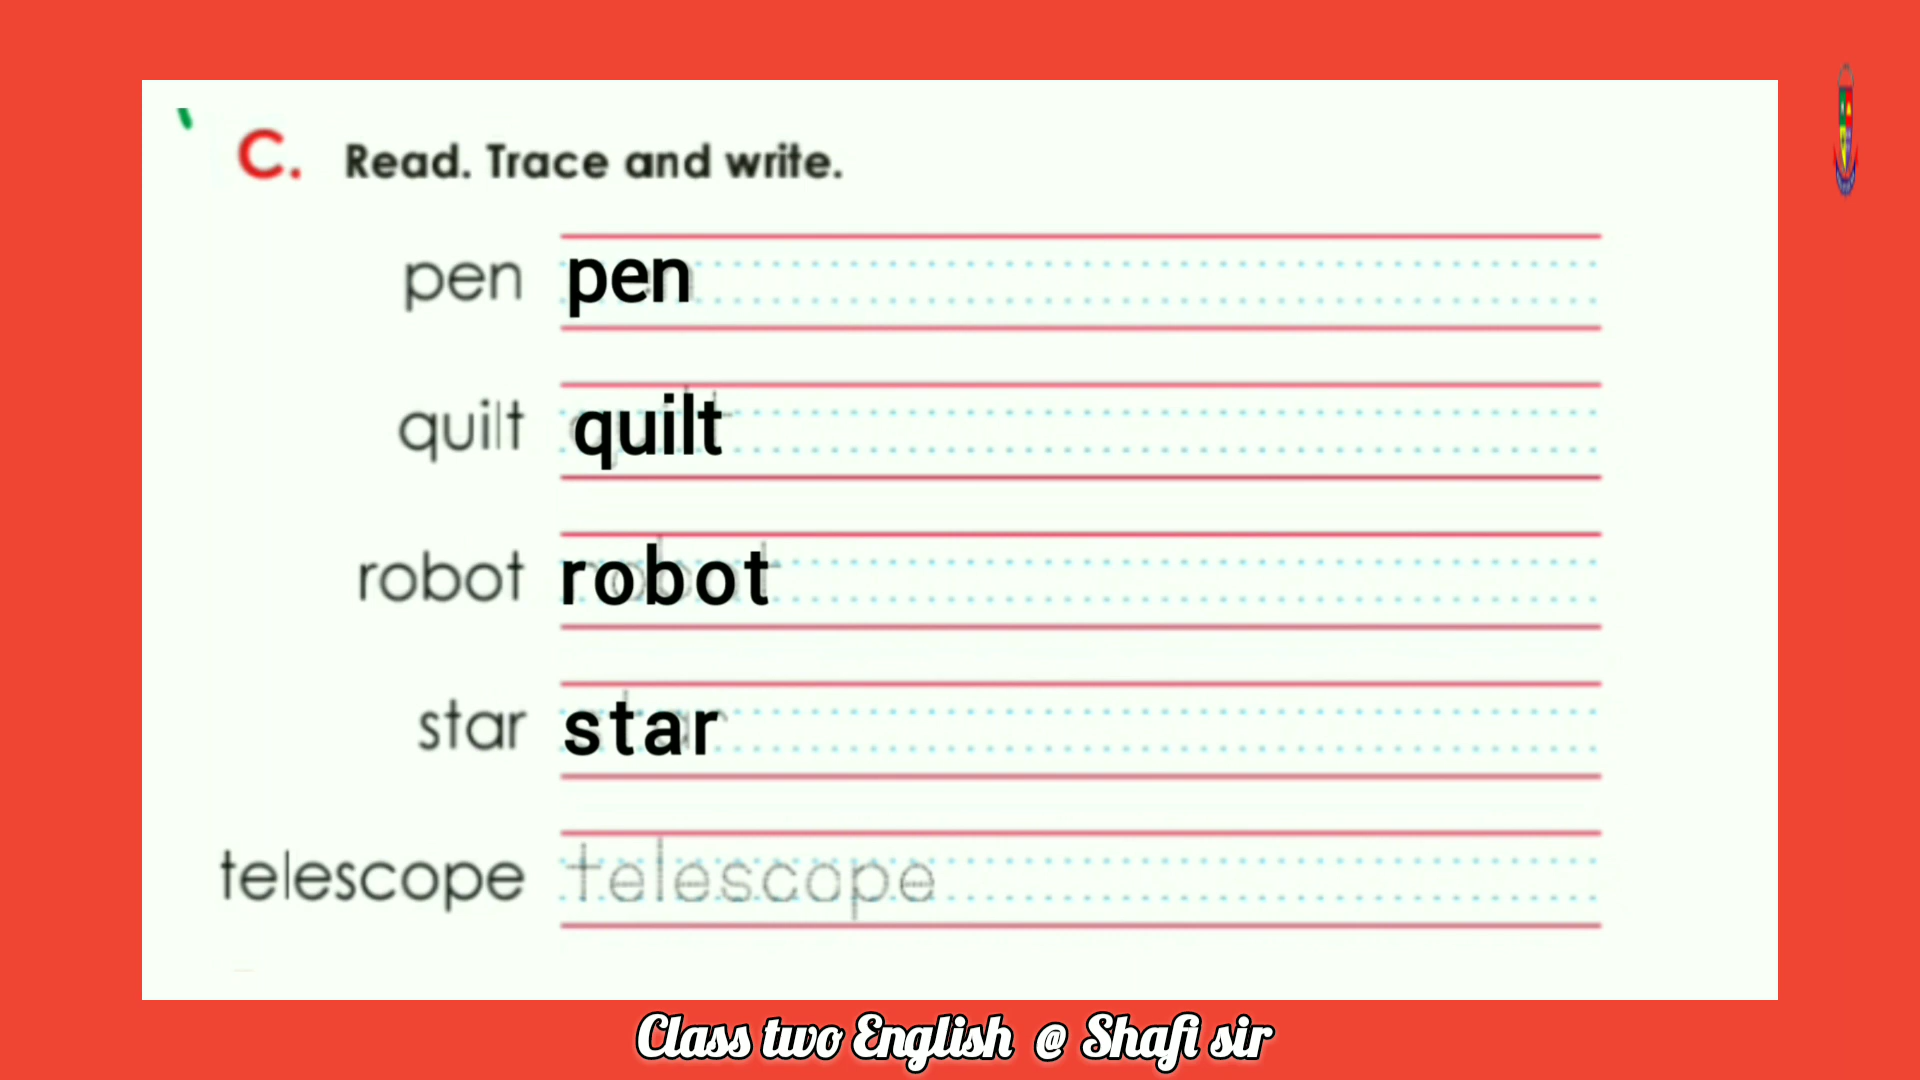 C. Read. Trace and write.
pen pen
quilt quilt
robot robot
star star
telescope telescope
Class two English @ Shafi sir